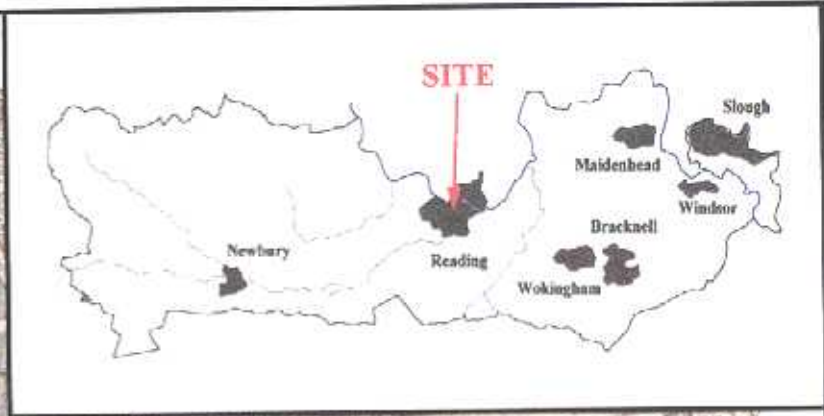 SITE
Slough
Maidenhead
Windsor
Bracknell
Newbury
Reading
Wokingham